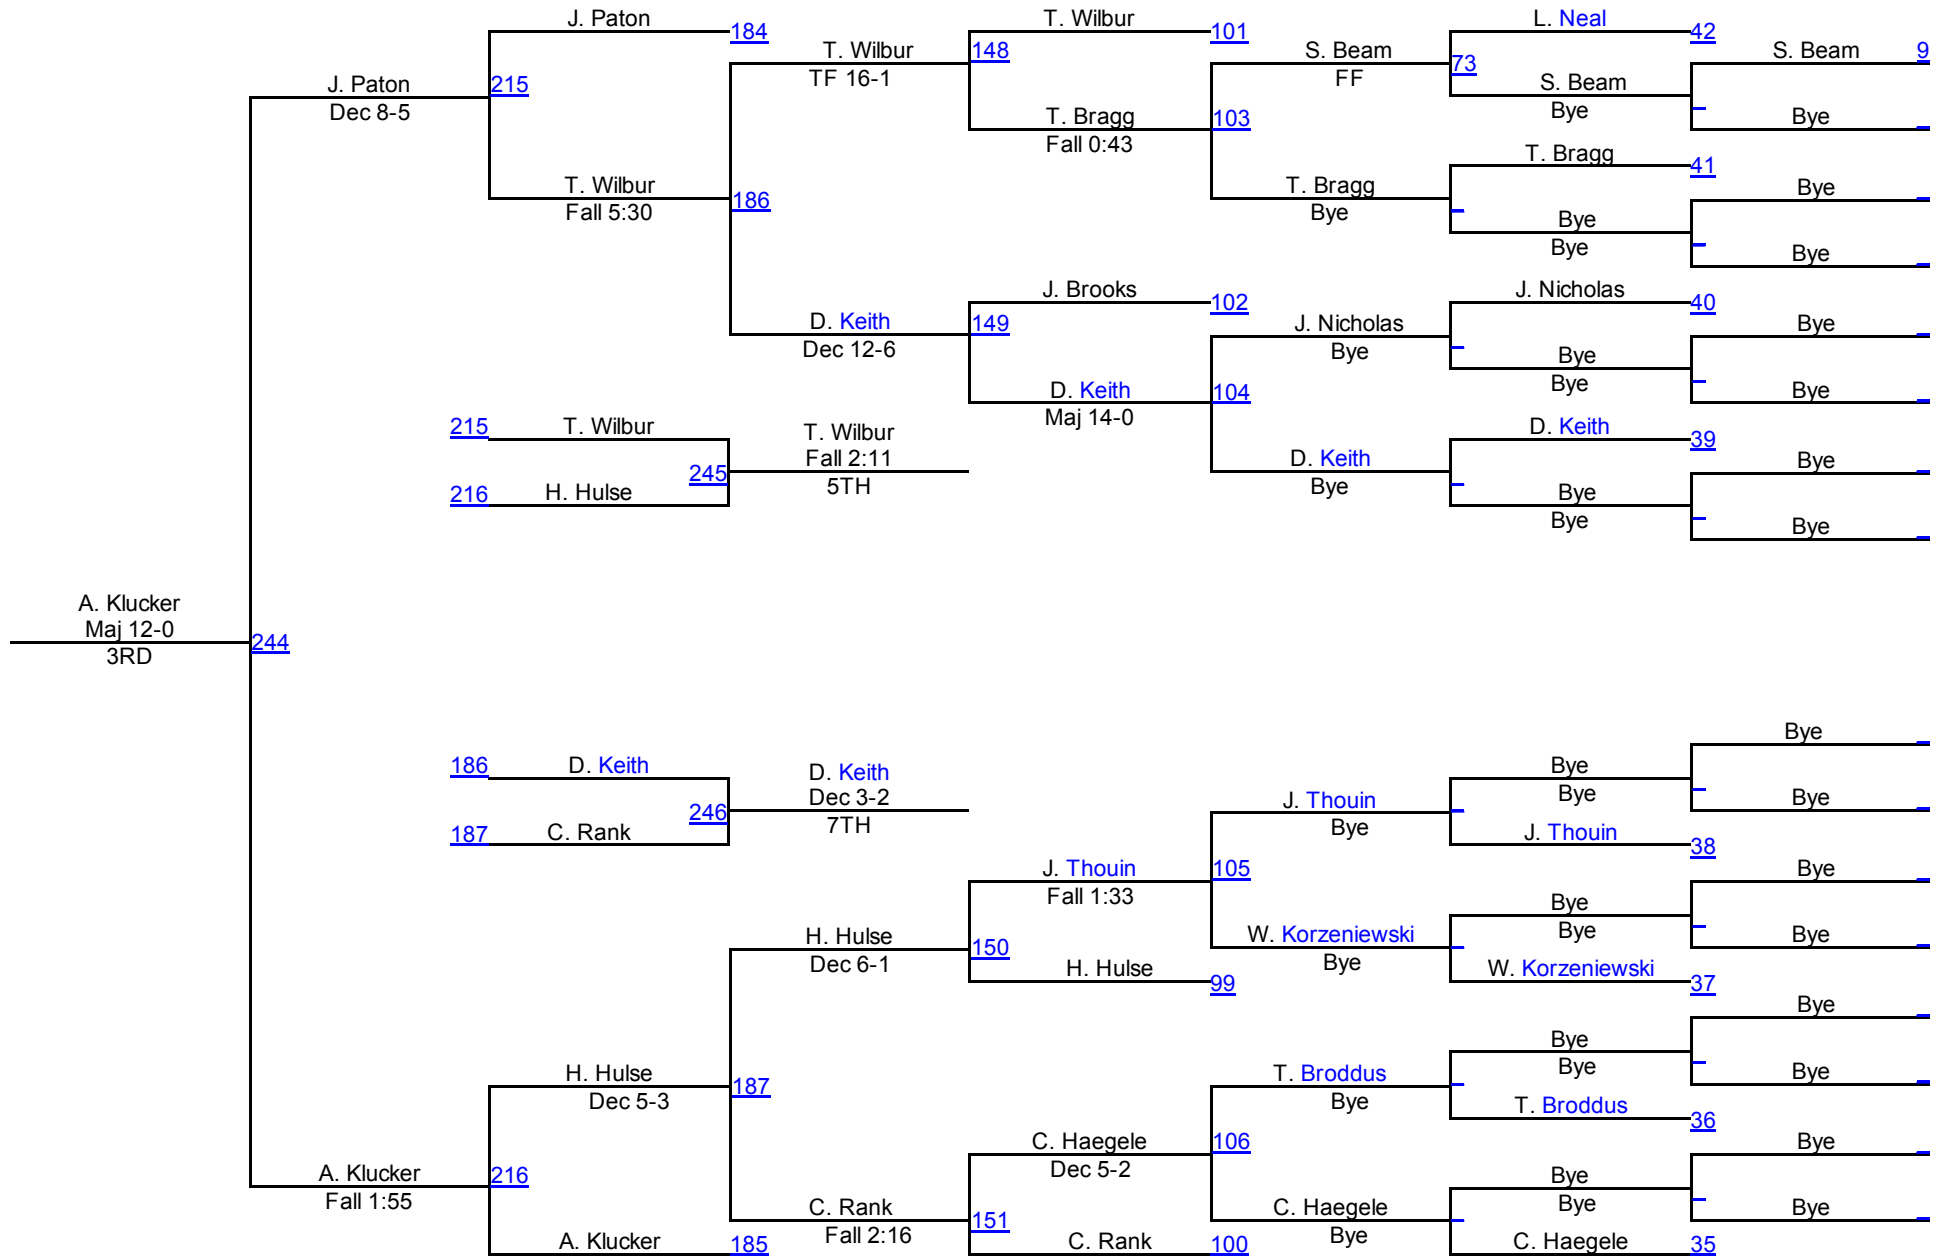 J. Paton
184
T. Wilbur
101
L. Neal
42
T. Wilbur
148
S. Beam
S. Beam
9
TF 16-1
FF
73
J. Paton
215
S. Beam
Dec 8-5
Bye
T. Bragg
103
Bye
Fall 0:43
T. Bragg
41
T. Wilbur
186
T. Bragg
Bye
Fall 5:30
Bye
Bye
Bye
Bye
J. Brooks
102
J. Nicholas
40
D. Keith
149
J. Nicholas
Bye
Dec 12-6
Bye
Bye
Bye
D. Keith
104
Bye
Maj 14-0
215
T. Wilbur
T. Wilbur
D. Keith
39
Fall 2:11
D. Keith
Bye
245
5TH
Bye
216
H. Hulse
Bye
Bye
Bye
A. Klucker
Maj 12-0
244
3RD
Bye
186
D. Keith
D. Keith
Bye
Dec 3-2
J. Thouin
Bye
Bye
246
7TH
Bye
187
C. Rank
J. Thouin
38
J. Thouin
105
Bye
Fall 1:33
Bye
H. Hulse
150
W. Korzeniewski
Bye
Bye
Dec 6-1
Bye
H. Hulse
99
W. Korzeniewski
37
Bye
Bye
H. Hulse
187
T. Broddus
Bye
Bye
Dec 5-3
Bye
T. Broddus
36
C. Haegele
106
Bye
Dec 5-2
A. Klucker
216
Bye
Fall 1:55
Bye
C. Rank
151
C. Haegele
Bye
Fall 2:16
Bye
A. Klucker
185
C. Rank
100
C. Haegele
35